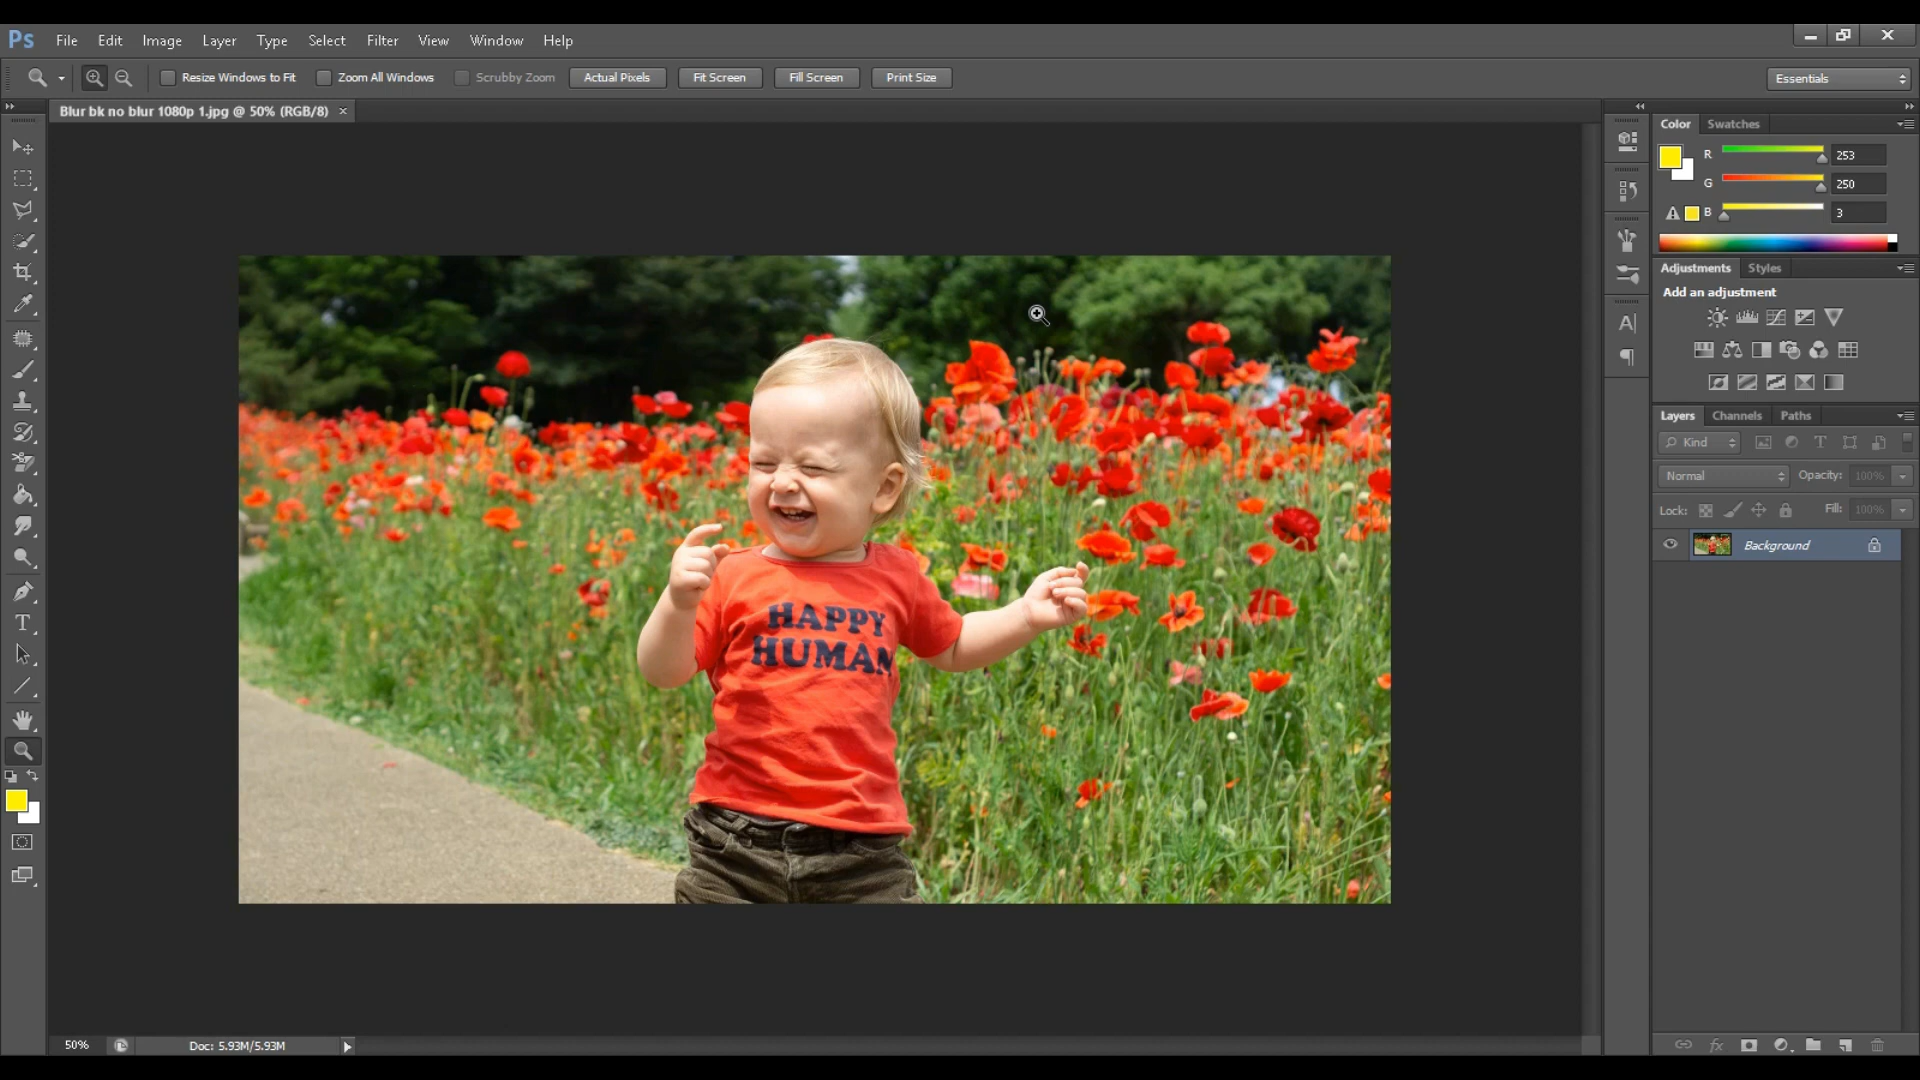 Ps File Edit Image Layer Type Select Filter View Window Help
Resize Windows to Fit Zoom All Windows Scrubby Zoom Actual Pixels Fit Screen Fill Screen Print Size Essentials
Blur bk no blur 1080p 1.jpg @ 50% (RGB/8) ×
Color Swatches
R 253
G 250
B 3
Adjustments Styles
Add an adjustment
Layers Channels Paths
Kind
Normal Opacity: 100%
Lock: Fill: 100%
Background
HAPPY
HUMAN
50% Doc: 5.93M/5.93M